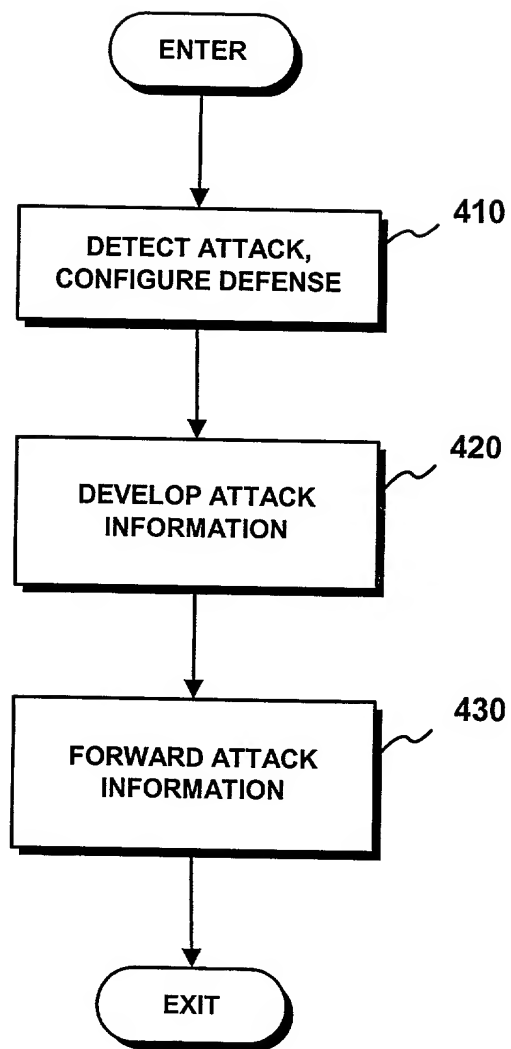 ENTER
410
DETECT ATTACK,
CONFIGURE DEFENSE
420
DEVELOP ATTACK
INFORMATION
430
FORWARD ATTACK
INFORMATION
EXIT